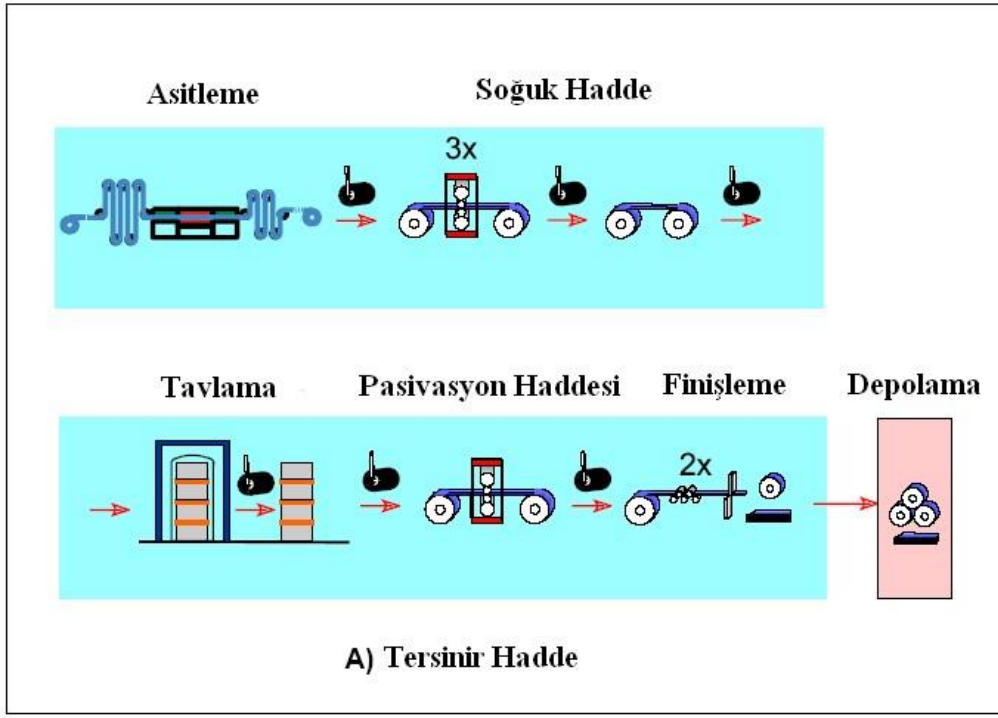 Asitleme Soğuk Hadde
3x
Tavlama Pasivasyon Haddesi Finişleme Depolama
2x
A) Tersinir Hadde